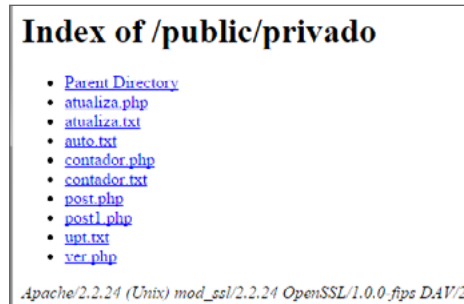 Index of /public/privado
Parent Directory
atualiza.php
atualiza.txt
auto.txt
contador.php
contador.txt
post.php
post1.php
upt.txt
ver.php
Apache/2.2.24 (Unix) mod_ssl/2.2.24 OpenSSL/1.0.0-fips DAV/2